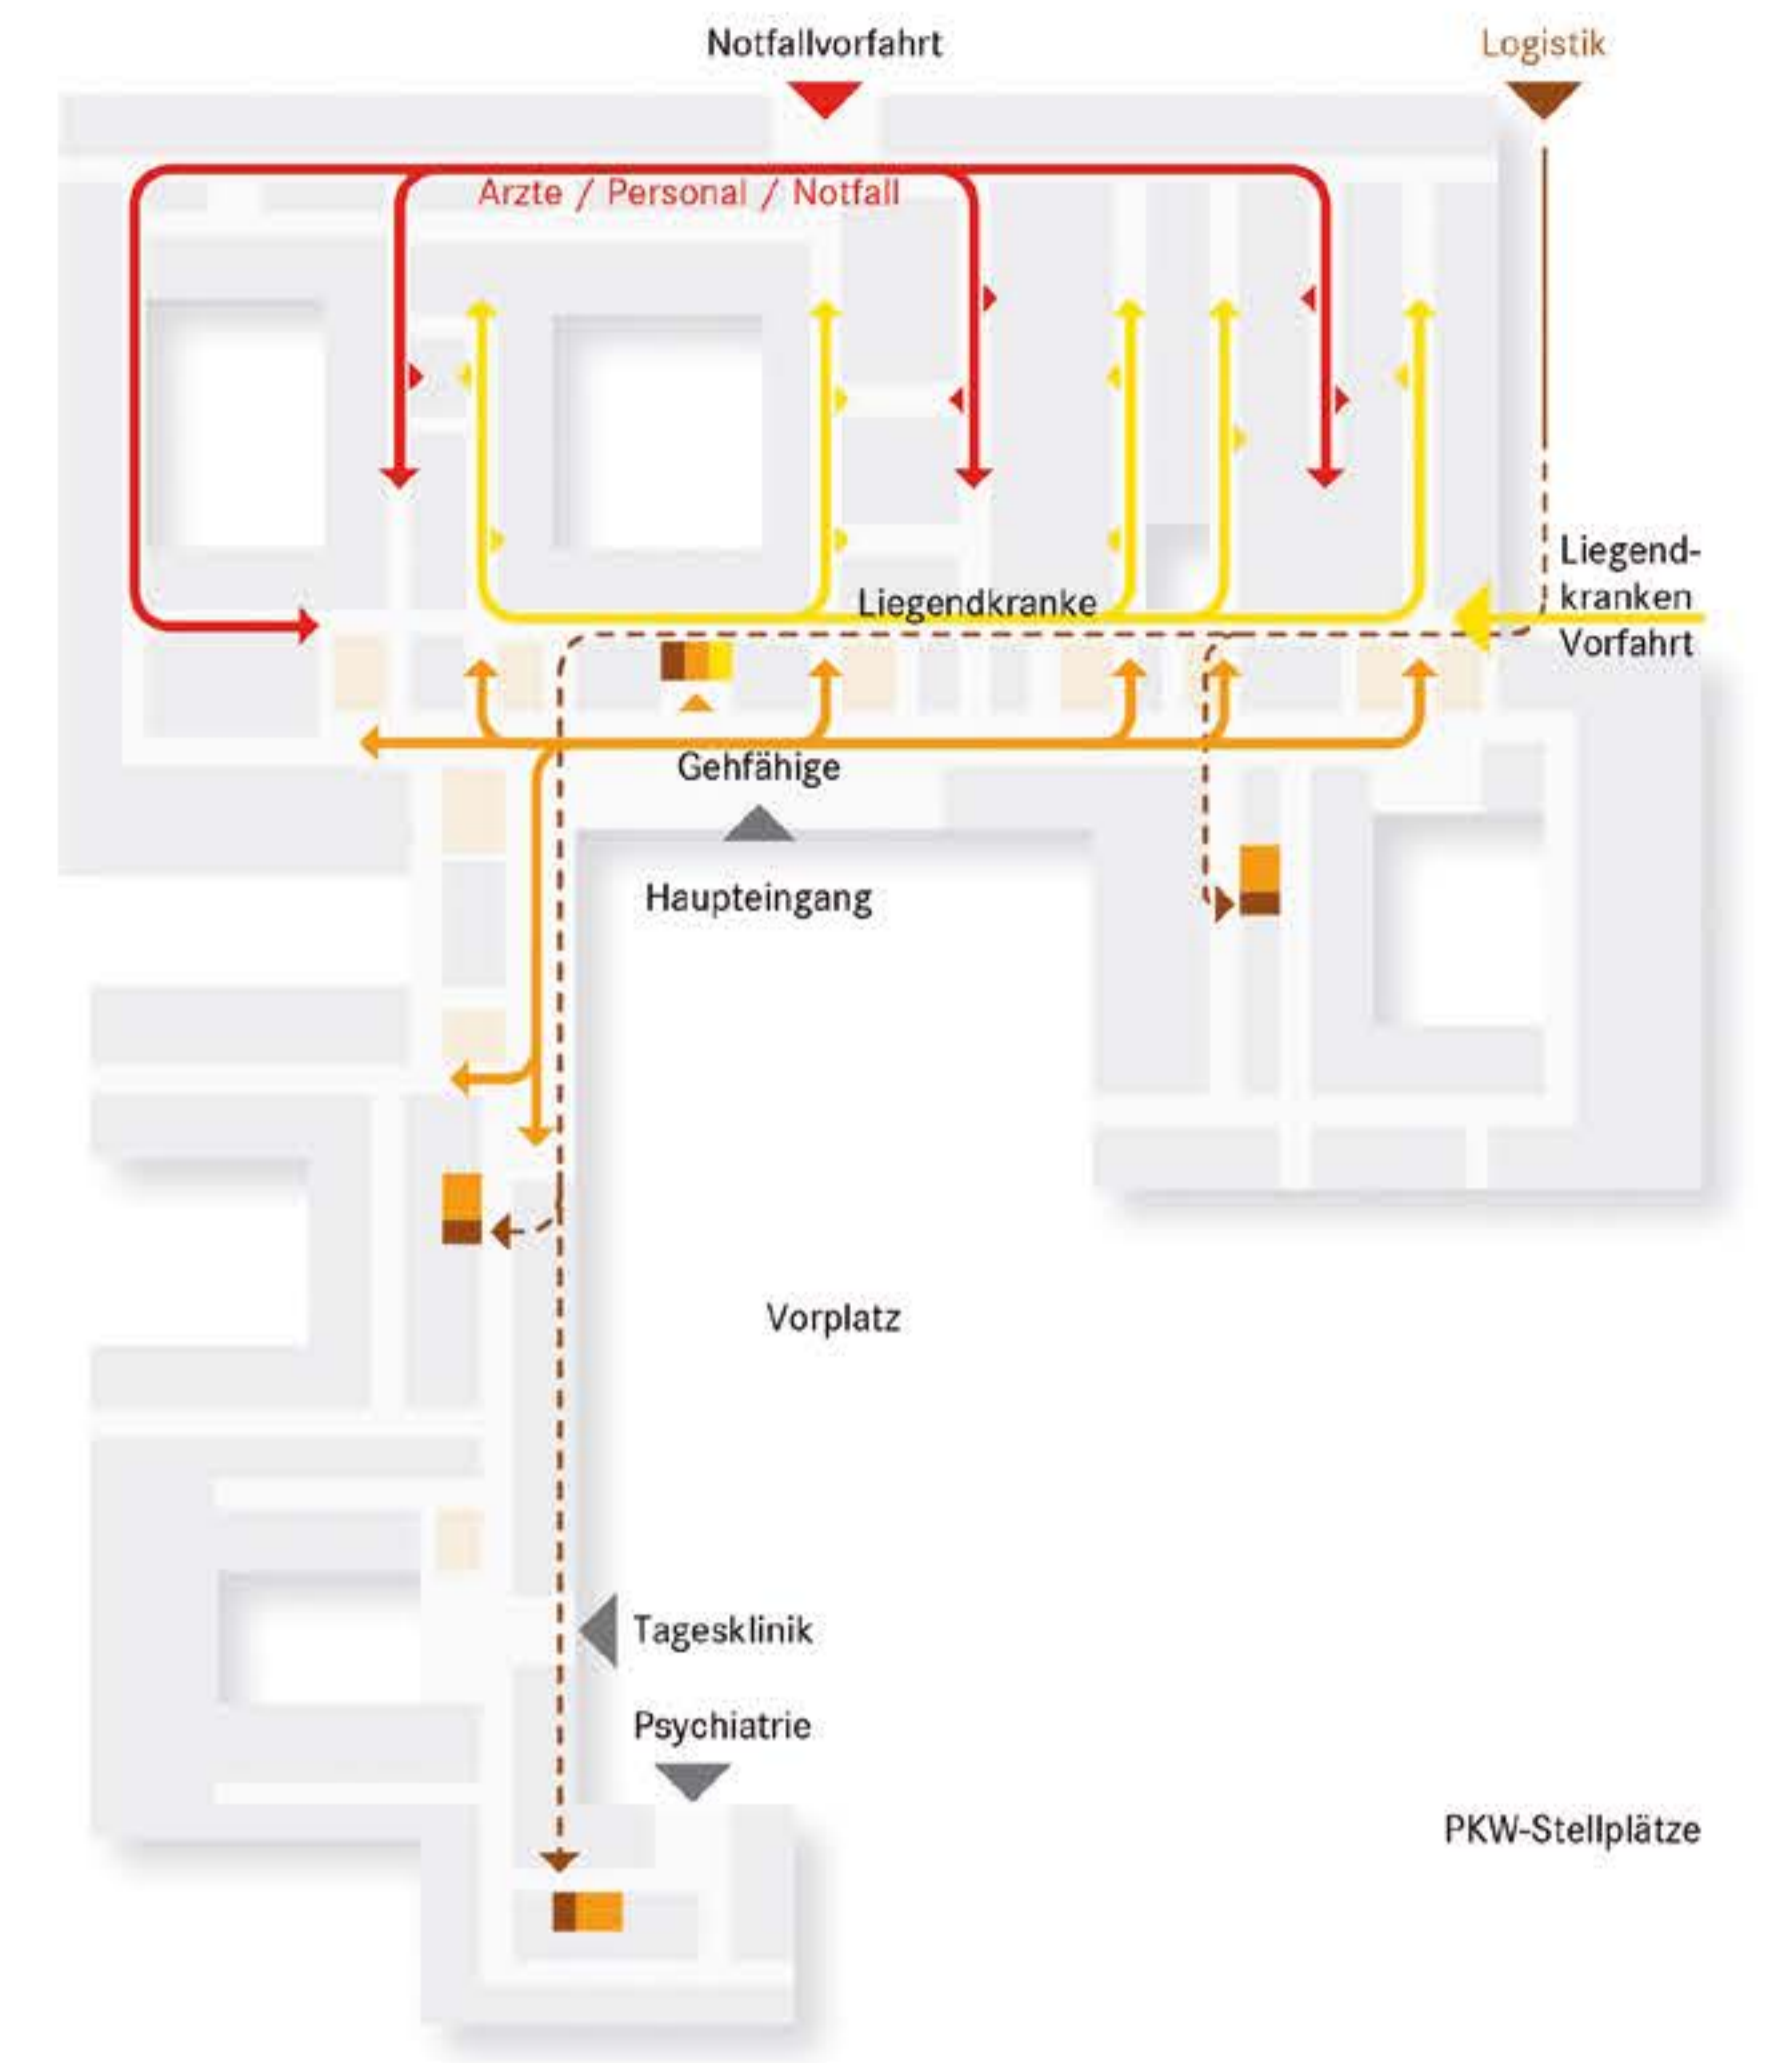 Notfallvorfahrt
Logistik
Arzte / Personal / Notfall
Liegend-
kranken
Vorfahrt
Liegendkranke
Gehfähige
Haupteingang
Vorplatz
Tagesklinik
Psychiatrie
PKW-Stellplätze